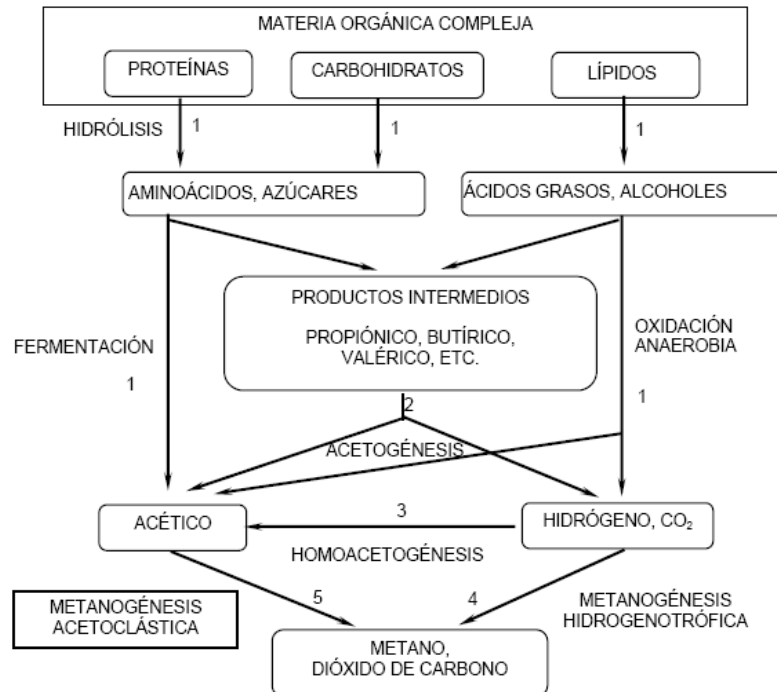 MATERIA ORGÁNICA COMPLEJA
PROTEÍNAS
CARBOHIDRATOS
LÍPIDOS
HIDRÓLISIS
1
1
1
AMINOÁCIDOS, AZÚCARES
ÁCIDOS GRASOS, ALCOHOLES
PRODUCTOS INTERMEDIOS
PROPIÓNICO, BUTÍRICO,
VALÉRICO, ETC.
FERMENTACIÓN
1
OXIDACIÓN
ANAEROBIA
1
2
ACETOGÉNESIS
ACÉTICO
3
HIDRÓGENO, CO₂
HOMOACETOGÉNESIS
METANOGÉNESIS
ACETOCLÁSTICA
5
4
METANOGÉNESIS
HIDROGENOTRÓFICA
METANO,
DIÓXIDO DE CARBONO